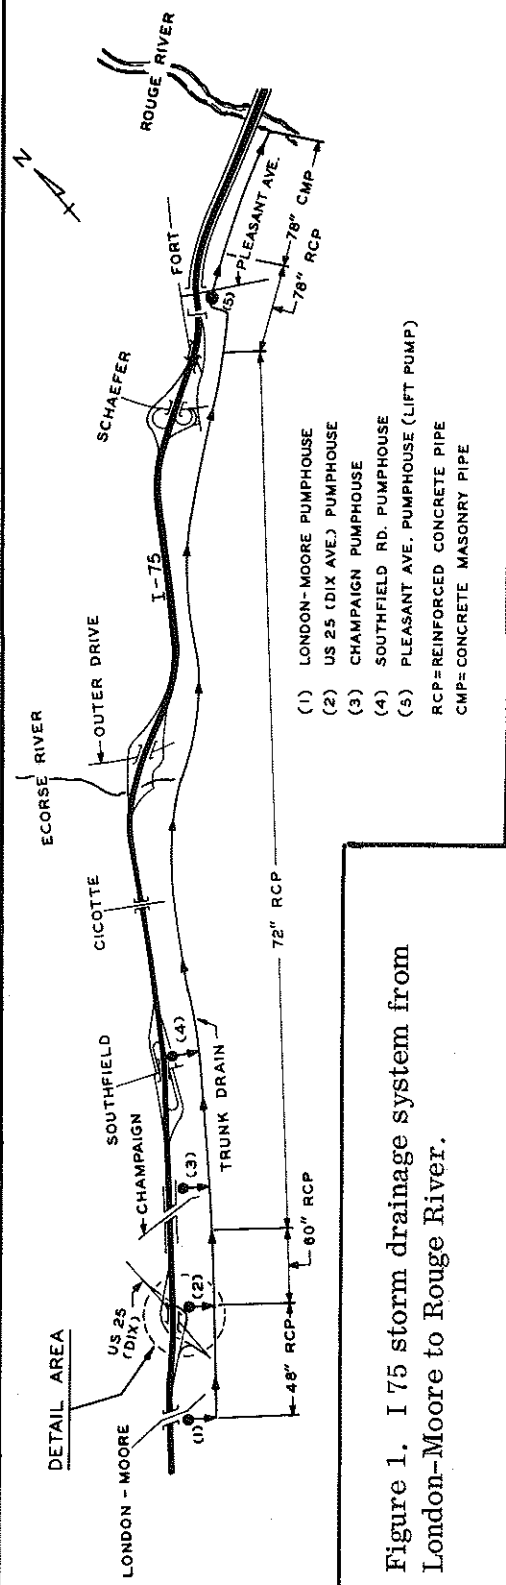 DETAIL AREA
LONDON - MOORE
US 25
(DIX)
CHAMPAIGN
SOUTHFIELD
CICOTTE
ECORSE RIVER
OUTER DRIVE
I-75
SCHAEFER
FORT
ROUGE RIVER
N
(1)
(2)
(3)
(4)
(5)
TRUNK DRAIN
PLEASANT AVE.
48" RCP
60" RCP
72" RCP
78" RCP
78" CMP
(1) LONDON-MOORE PUMPHOUSE
(2) US 25 (DIX AVE.) PUMPHOUSE
(3) CHAMPAIGN PUMPHOUSE
(4) SOUTHFIELD RD. PUMPHOUSE
(5) PLEASANT AVE. PUMPHOUSE (LIFT PUMP)
RCP=REINFORCED CONCRETE PIPE
CMP=CONCRETE MASONRY PIPE
Figure 1. I 75 storm drainage system from
London-Moore to Rouge River.